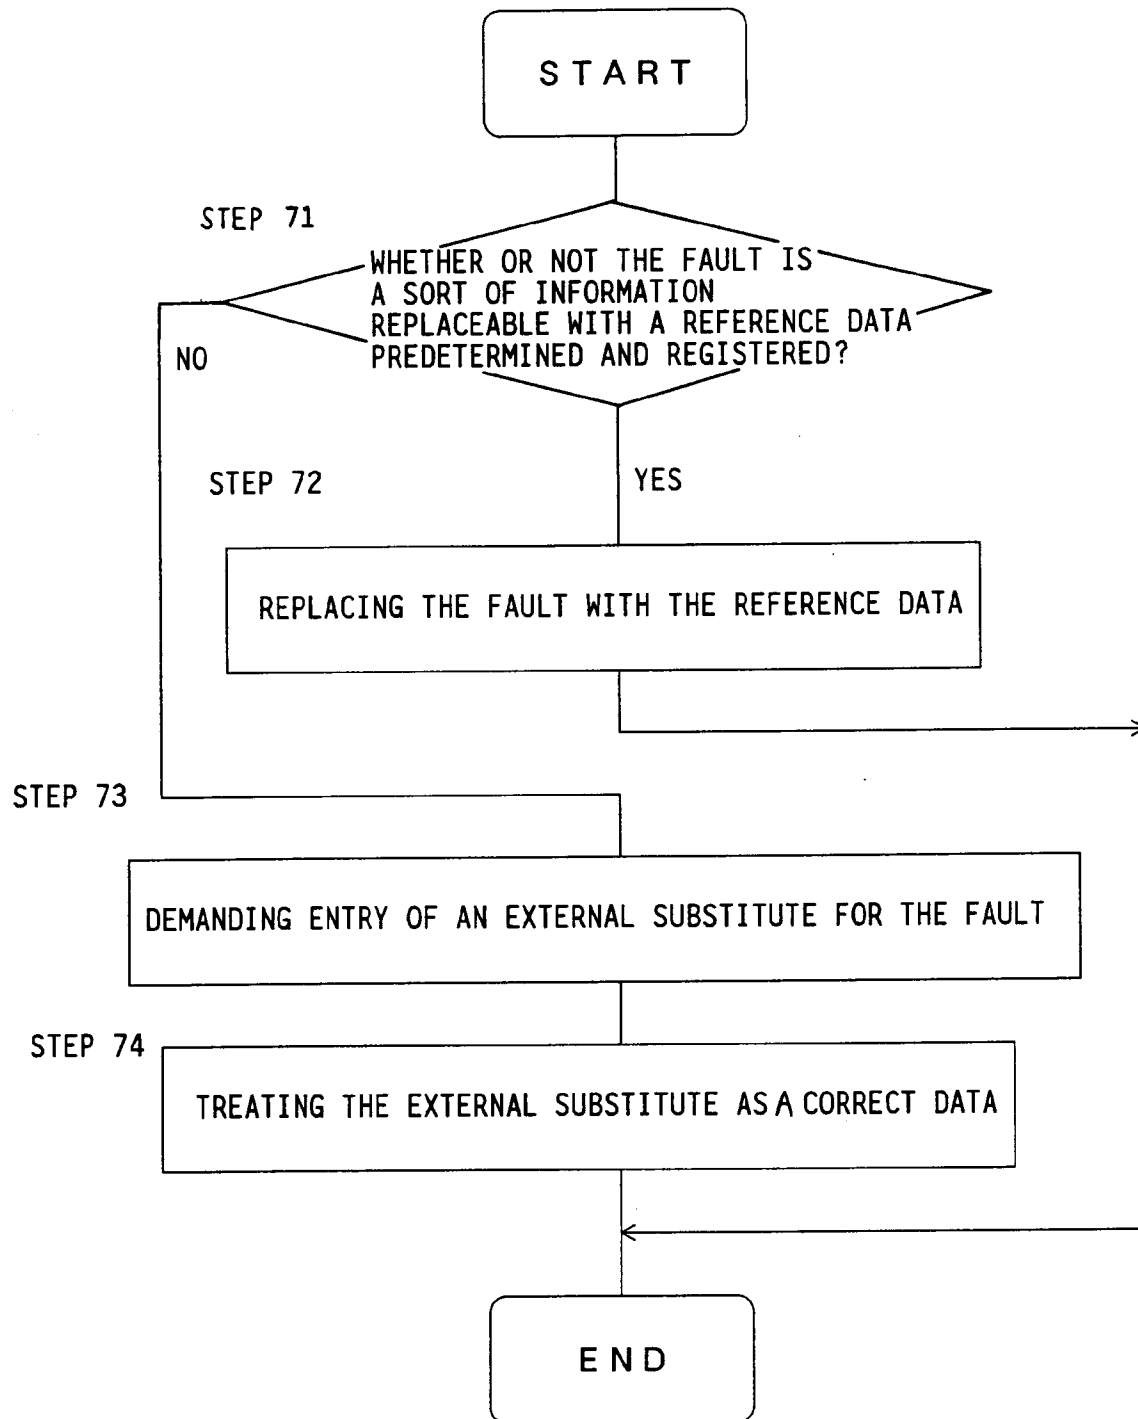 START
STEP 71
WHETHER OR NOT THE FAULT IS
A SORT OF INFORMATION
REPLACEABLE WITH A REFERENCE DATA
PREDETERMINED AND REGISTERED?
NO
STEP 72
YES
REPLACING THE FAULT WITH THE REFERENCE DATA
STEP 73
DEMANDING ENTRY OF AN EXTERNAL SUBSTITUTE FOR THE FAULT
STEP 74
TREATING THE EXTERNAL SUBSTITUTE AS A CORRECT DATA
END